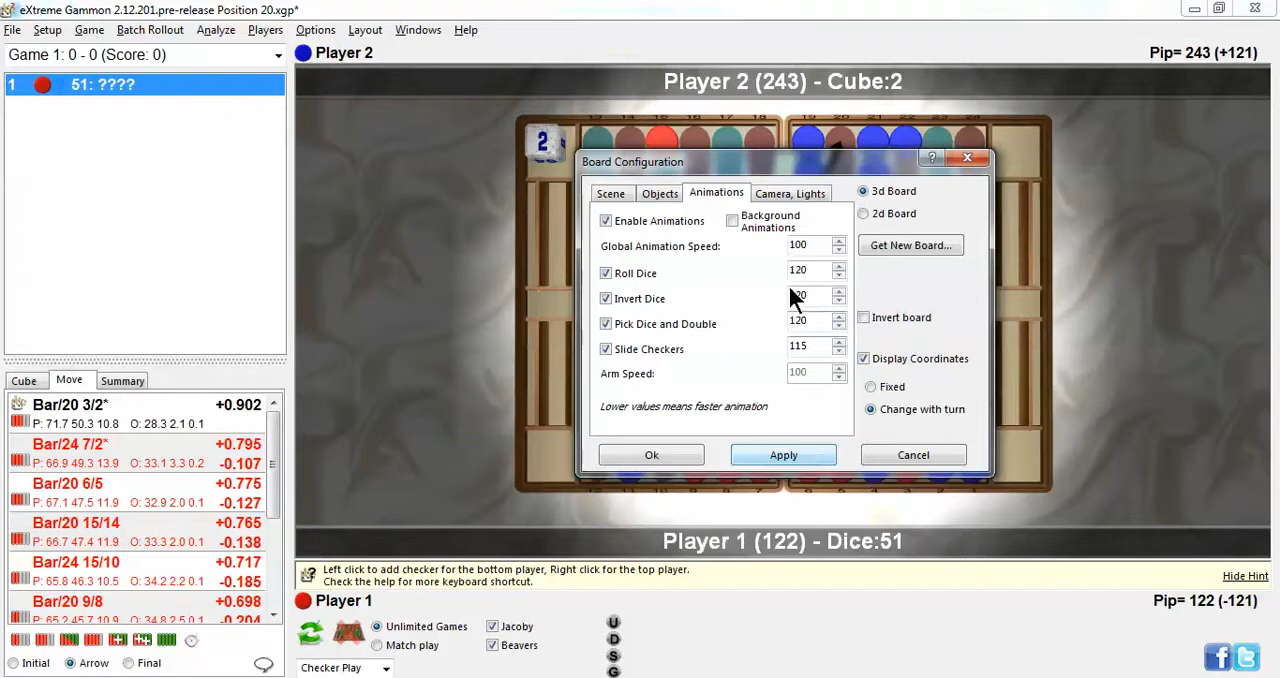 eXtreme Gammon 2.12.201.pre-release Position 20.xgp*
File Setup Game Batch Rollout Analyze Players Options Layout Windows Help
Game 1: 0 - 0 (Score: 0)
1 51: ????
Player 2 Pip= 243 (+121)
Player 2 (243) - Cube:2
2
Board Configuration
Scene Objects Animations Camera, Lights
Enable Animations
Background Animations
Global Animation Speed: 100
Roll Dice 120
Invert Dice
Pick Dice and Double 120
Slide Checkers 115
Arm Speed: 100
Lower values means faster animation
3d Board
2d Board
Get New Board...
Invert board
Display Coordinates
Fixed
Change with turn
Ok Apply Cancel
Cube Move Summary
Bar/20 3/2* +0.902
P: 71.7 50.3 10.8 O: 28.3 2.1 0.1
Bar/24 7/2* +0.795
P: 66.9 49.3 13.9 O: 33.1 3.3 0.2 -0.107
Bar/20 6/5 +0.775
P: 67.1 47.5 11.9 O: 32.9 2.2 0.1 -0.127
Bar/20 15/14 +0.765
P: 66.7 47.4 11.9 O: 33.3 2.0 0.1 -0.138
Bar/24 15/10 +0.717
P: 65.8 46.3 10.5 O: 34.2 2.2 0.1 -0.185
Bar/20 9/8 +0.698
P: 65.2 45.7 10.9 O: 34.8 2.3 0.1 -0.204
Initial Arrow Final
Player 1 (122) - Dice:51
Left click to add checker for the bottom player, Right click for the top player.
Check the help for more keyboard shortcut.
Hide Hint
Player 1 Pip= 122 (-121)
Unlimited Games
Match play
Jacoby
Beavers
Checker Play
U
D
S
G